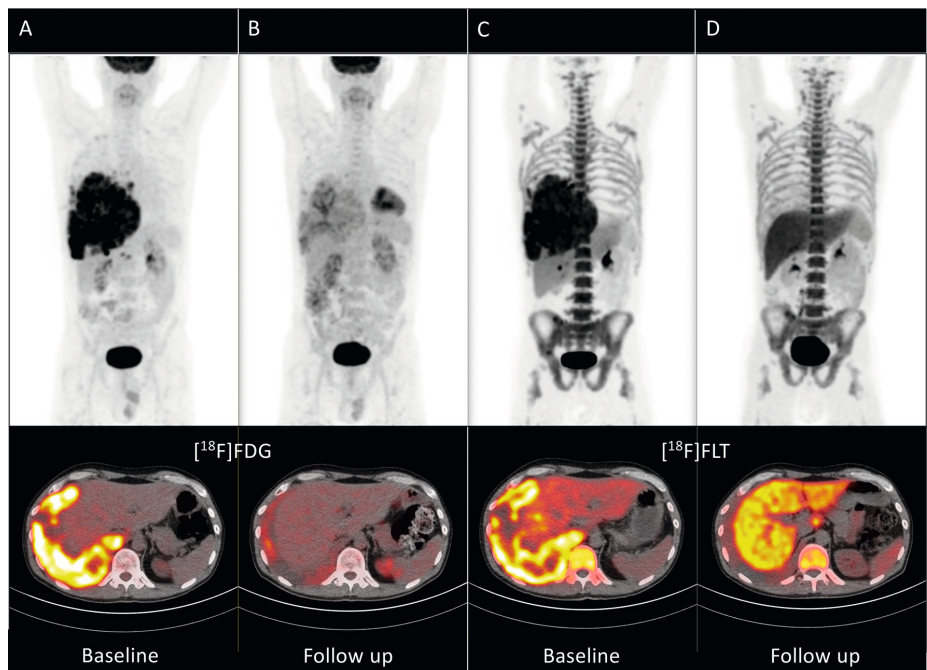 A B C D
[¹⁸F]FDG [¹⁸F]FLT
Baseline Follow up Baseline Follow up